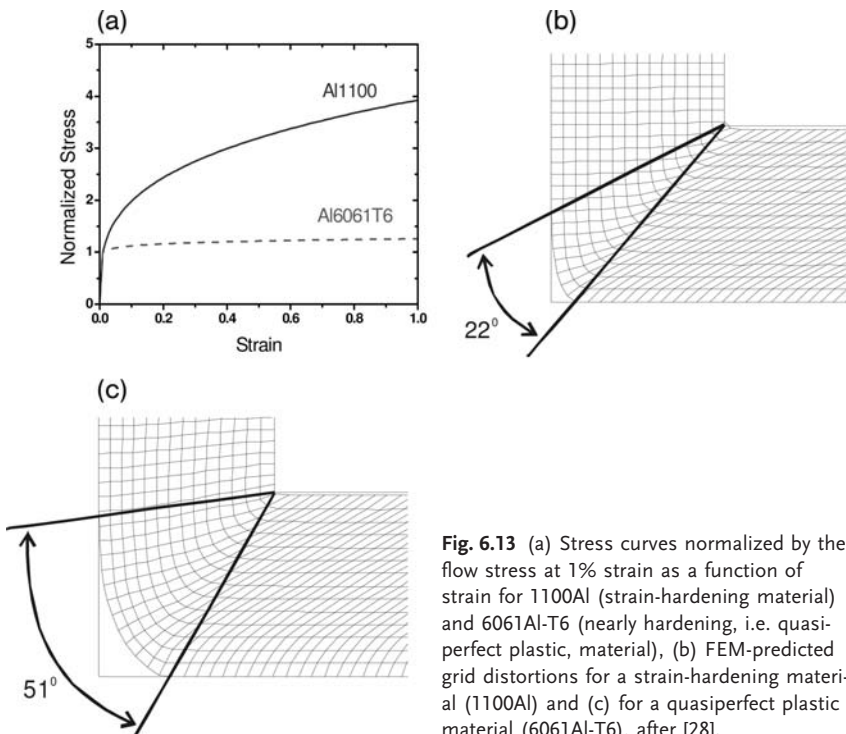 (a)
5
4
3
2
1
0
0.0 0.2 0.4 0.6 0.8 1.0
Normalized Stress
Strain
Al1100
Al6061T6
(b)
22⁰
(c)
51⁰
Fig. 6.13 (a) Stress curves normalized by the
flow stress at 1% strain as a function of
strain for 1100Al (strain-hardening material)
and 6061Al-T6 (nearly hardening, i.e. quasi-
perfect plastic, material), (b) FEM-predicted
grid distortions for a strain-hardening materi-
al (1100Al) and (c) for a quasiperfect plastic
material (6061Al-T6), after [28]